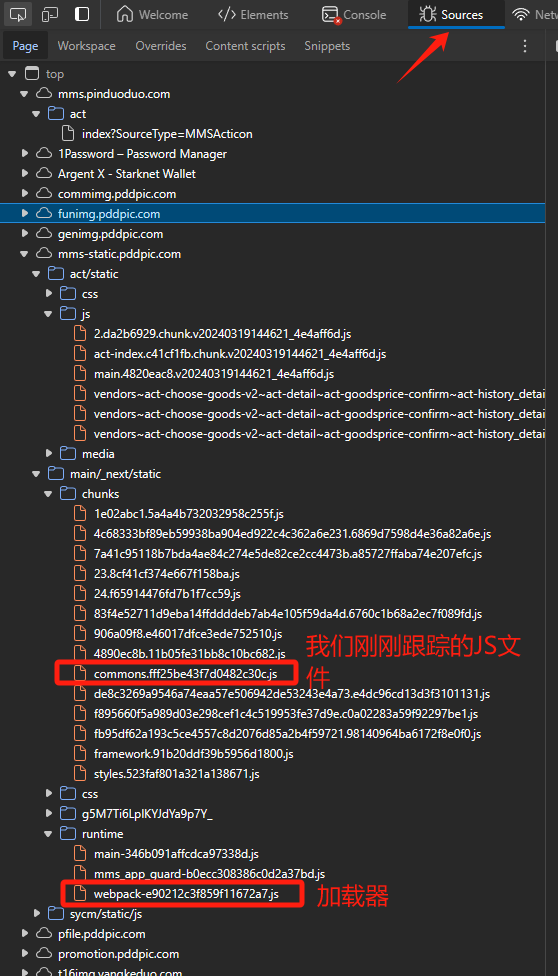 Welcome Elements Console Sources Net
Page Workspace Overrides Content scripts Snippets
top
mms.pinduoduo.com
act
index?SourceType=MMSActicon
1Password – Password Manager
Argent X - Starknet Wallet
commimg.pddpic.com
funimg.pddpic.com
genimg.pddpic.com
mms-static.pddpic.com
act/static
css
js
2.da2b6929.chunk.v20240319144621_4e4aff6d.js
act-index.c41cf1fb.chunk.v20240319144621_4e4aff6d.js
main.4820eac8.v20240319144621_4e4aff6d.js
vendors~act-choose-goods-v2~act-detail~act-goodsprice-confirm~act-history_detai
vendors~act-choose-goods-v2~act-detail~act-goodsprice-confirm~act-history_detai
vendors~act-choose-goods-v2~act-detail~act-goodsprice-confirm~act-history_detai
media
main/_next/static
chunks
1e02abc1.5a4a4b732032958c255f.js
4c68333bf89eb59938ba904ed922c4c362a6e231.6869d7598d4e36a82a6e.js
7a41c95118b7bda4ae84c274e5de82ce2cc4473b.a85727ffaba74e207efc.js
23.8cf41cf374e667f158ba.js
24.f65914476fd7b1f7cc59.js
83f4e52711d9eba14ffddddeb7ab4e105f59da4d.6760c1b68a2ec7f089fd.js
906a09f8.e46017dfce3ede752510.js
4890ec8b.11b05fe31bb8c10bc682.js
我们刚刚跟踪的JS文
件
commons.fff25be43f7d0482c30c.js
de8c3269a9546a74eaa57e506942de53243e4a73.e4dc96cd13d3f3101131.js
f895660f5a989d03e298cef1c4c519953fe37d9e.c0a02283a59f92297be1.js
fb95df62a193c5ce4557c8d2076d85a2b4f59721.98140964ba6172f8e0f0.js
framework.91b20ddf39b5956d1800.js
styles.523faf801a321a138671.js
css
g5M7Ti6LpIKYJdYa9p7Y_
runtime
main-346b091affcdca97338d.js
mms_app_guard-b0ecc308386c0d2a37bd.js
webpack-e90212c3f859f11672a7.js
加载器
sycm/static/js
pfile.pddpic.com
promotion.pddpic.com
t16img.yangkeduo.com